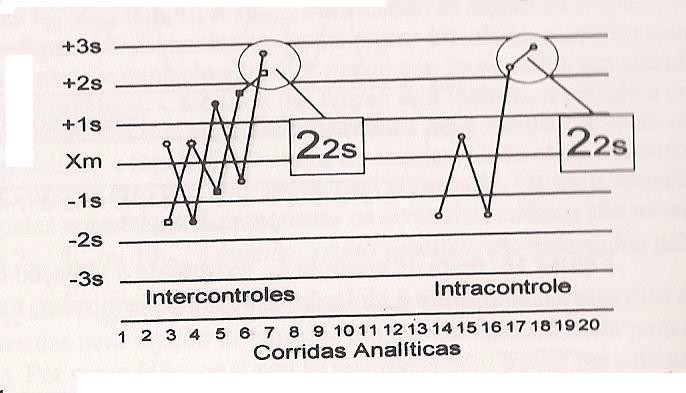 +3s
+2s
+1s
Xm
-1s
-2s
-3s
22s
22s
Intercontroles
Intracontrole
1 2 3 4 5 6 7 8 9 10 11 12 13 14 15 16 17 18 19 20
Corridas Analíticas